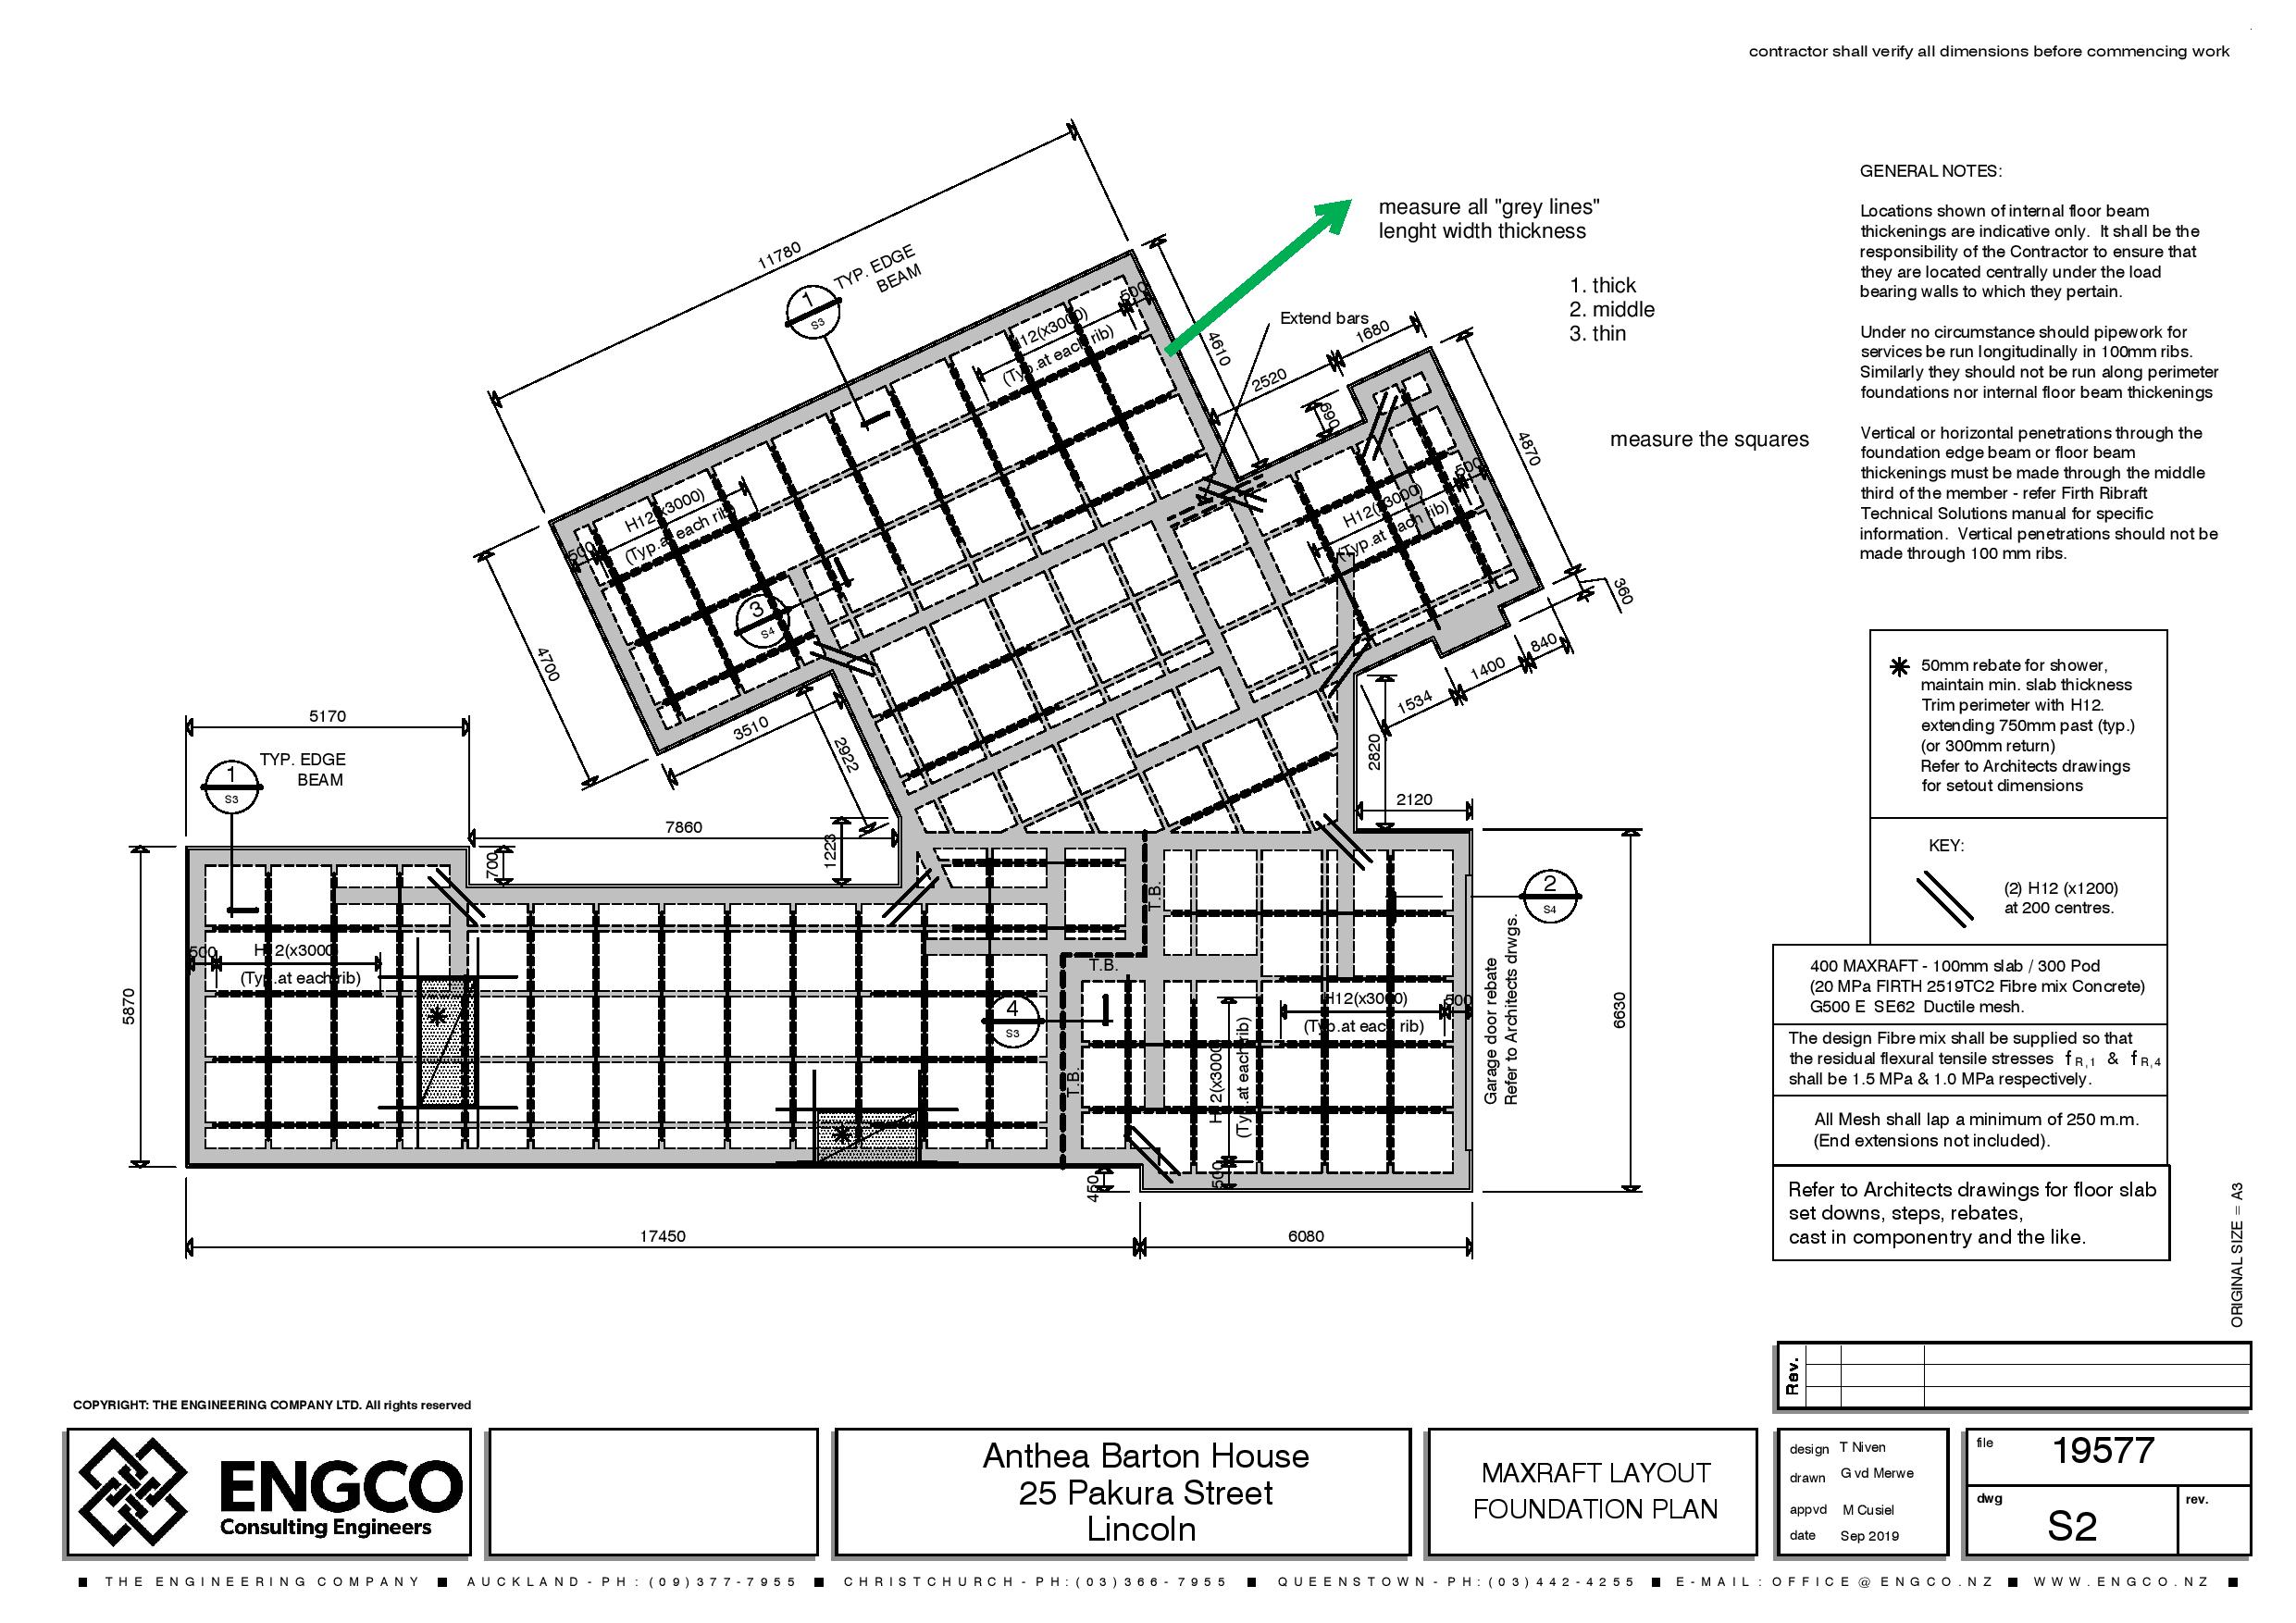 contractor shall verify all dimensions before commencing work
measure all "grey lines"
lenght width thickness
1. thick
2. middle
3. thin
measure the squares
GENERAL NOTES:
Locations shown of internal floor beam
thickenings are indicative only. It shall be the
responsibility of the Contractor to ensure that
they are located centrally under the load
bearing walls to which they pertain.
Under no circumstance should pipework for
services be run longitudinally in 100mm ribs.
Similarly they should not be run along perimeter
foundations nor internal floor beam thickenings
Vertical or horizontal penetrations through the
foundation edge beam or floor beam
thickenings must be made through the middle
third of the member - refer Firth Ribraft
Technical Solutions manual for specific
information. Vertical penetrations should not be
made through 100 mm ribs.
11780
1
S3
TYP. EDGE
BEAM
500
H12(x3000)
(Typ.at each rib)
4610
Extend bars
1680
2520
690
4870
500
H12(x3000)
(Typ.at each rib)
360
840
1400
1534
H12(x3000)
(Typ.at each rib)
500
3
S4
4700
3510
2922
5170
1
S3
TYP. EDGE
BEAM
7860
700
1223
2820
2120
T.B.
2
S4
500
H12(x3000)
(Typ.at each rib)
T.B.
4
S3
T.B.
H12(x3000)
(Typ.at each rib)
500
H12(x3000)
(Typ.at each rib)
500
Garage door rebate
Refer to Architects drwgs.
5870
6630
450
17450
6080
50mm rebate for shower,
maintain min. slab thickness
Trim perimeter with H12.
extending 750mm past (typ.)
(or 300mm return)
Refer to Architects drawings
for setout dimensions
KEY:
(2) H12 (x1200)
at 200 centres.
400 MAXRAFT - 100mm slab / 300 Pod
(20 MPa FIRTH 2519TC2 Fibre mix Concrete)
G500 E SE62 Ductile mesh.
The design Fibre mix shall be supplied so that
the residual flexural tensile stresses f R,1 & f R,4
shall be 1.5 MPa & 1.0 MPa respectively.
All Mesh shall lap a minimum of 250 m.m.
(End extensions not included).
Refer to Architects drawings for floor slab
set downs, steps, rebates,
cast in componentry and the like.
ORIGINAL SIZE = A3
Rev.
COPYRIGHT: THE ENGINEERING COMPANY LTD. All rights reserved
ENGCO
Consulting Engineers
Anthea Barton House
25 Pakura Street
Lincoln
MAXRAFT LAYOUT
FOUNDATION PLAN
design T Niven
drawn G vd Merwe
appvd M Cusiel
date Sep 2019
file 19577
dwg S2
rev.
■ THE ENGINEERING COMPANY ■ AUCKLAND-PH:(09)377-7955 ■ CHRISTCHURCH-PH:(03)366-7955 ■ QUEENSTOWN-PH:(03)442-4255 ■ E-MAIL:OFFICE@ENGCO.NZ ■ WWW.ENGCO.NZ ■